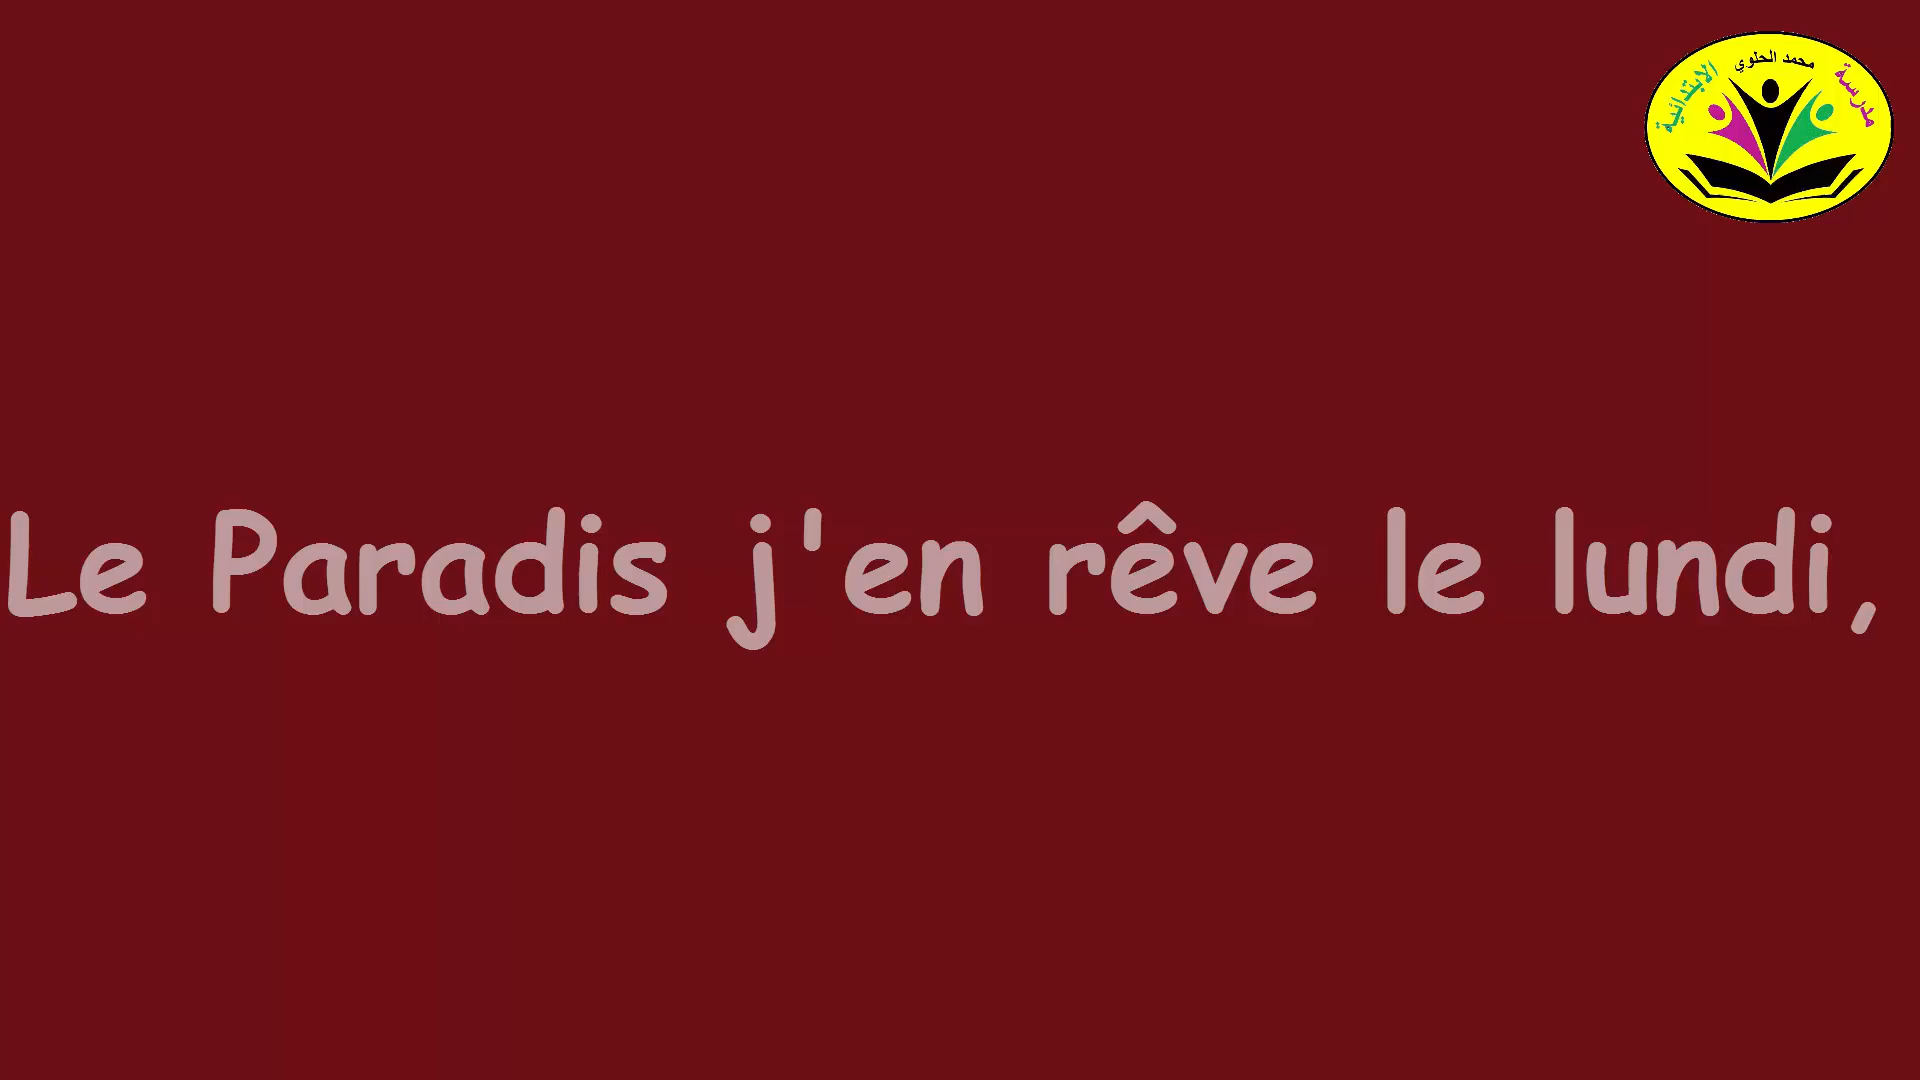 مدرسة محمد الحلوي الابتدائية
Le Paradis j'en rêve le lundi,